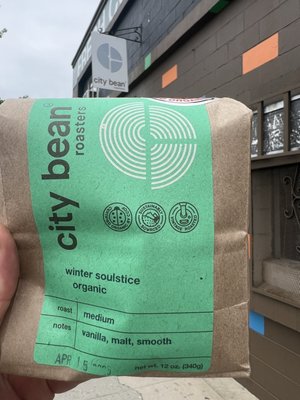 city bean
city bean
roasters
winter soulstice
organic
roast medium
notes vanilla, malt, smooth
APR 15
net wt. 12 oz. (340g)